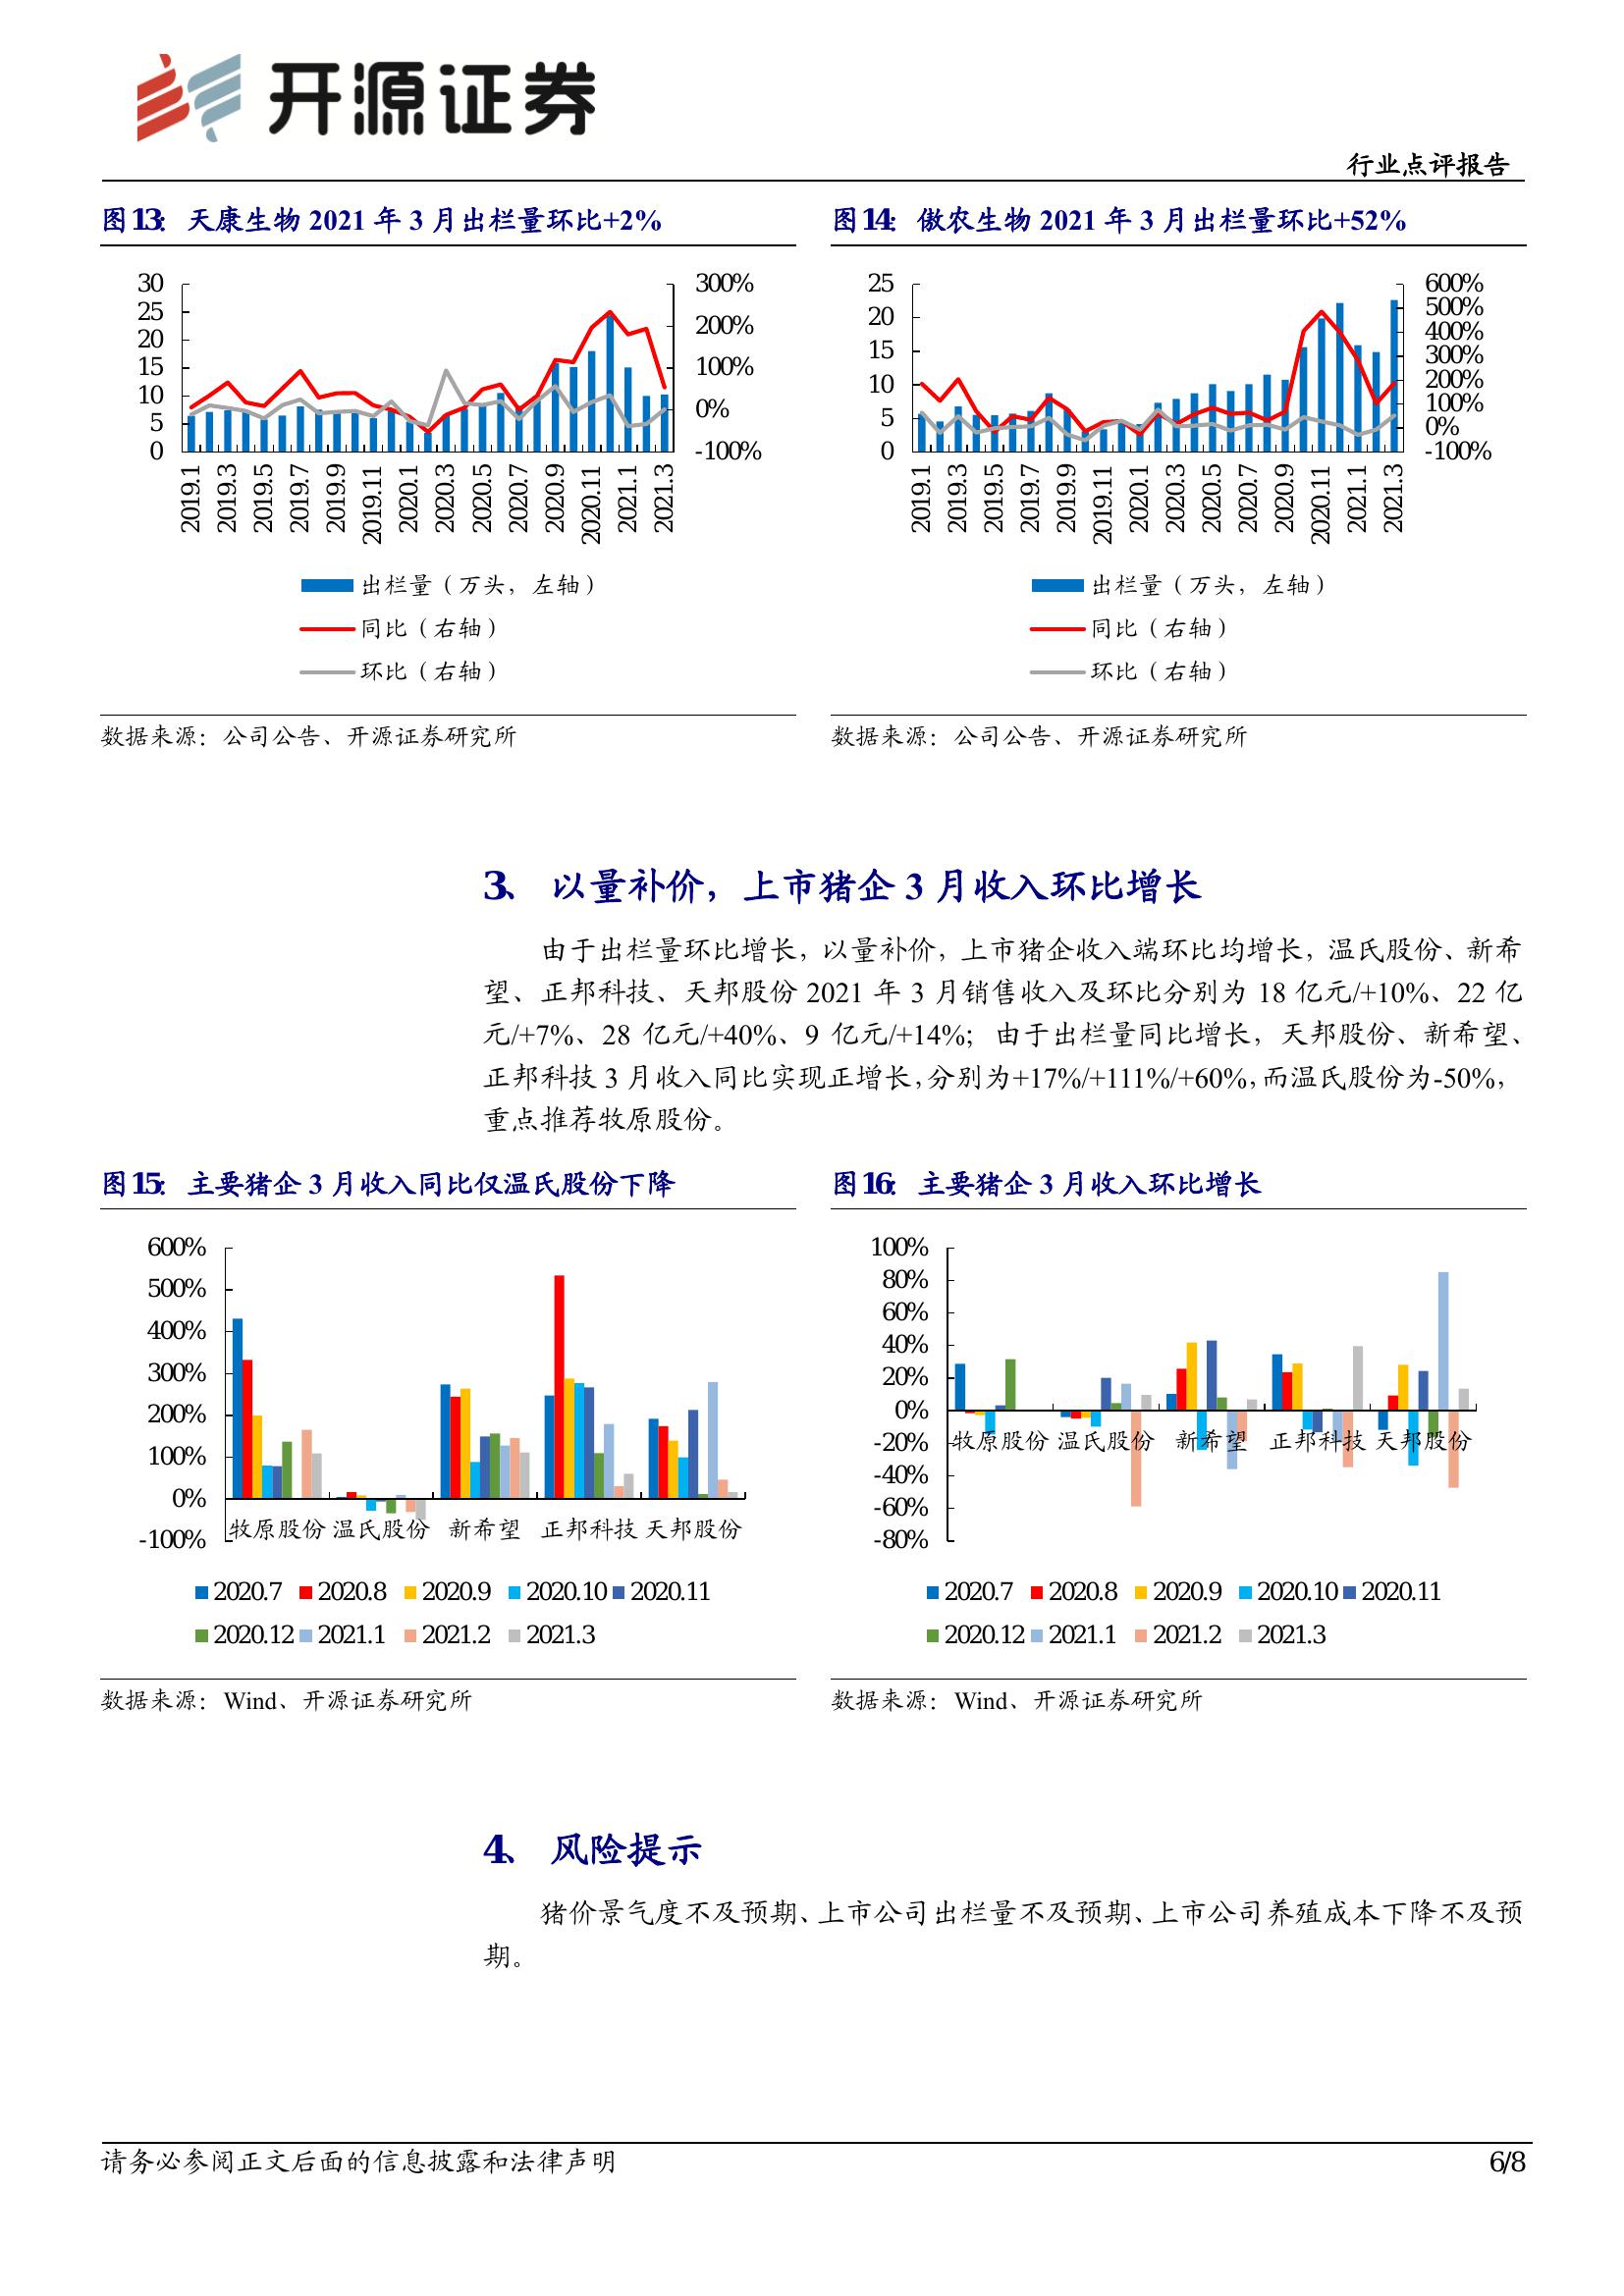 开源证券
行业点评报告
图13： 天康生物 2021 年 3 月出栏量环比+2%
30
25
20
15
10
5
0
300%
200%
100%
0%
-100%
2019.1
2019.3
2019.5
2019.7
2019.9
2019.11
2020.1
2020.3
2020.5
2020.7
2020.9
2020.11
2021.1
2021.3
出栏量（万头，左轴）
同比（右轴）
环比（右轴）
数据来源：公司公告、开源证券研究所
图14： 傲农生物 2021 年 3 月出栏量环比+52%
25
20
15
10
5
0
600%
500%
400%
300%
200%
100%
0%
-100%
2019.1
2019.3
2019.5
2019.7
2019.9
2019.11
2020.1
2020.3
2020.5
2020.7
2020.9
2020.11
2021.1
2021.3
出栏量（万头，左轴）
同比（右轴）
环比（右轴）
数据来源：公司公告、开源证券研究所
3、 以量补价，上市猪企 3 月收入环比增长
由于出栏量环比增长，以量补价，上市猪企收入端环比均增长，温氏股份、新希
望、正邦科技、天邦股份 2021 年 3 月销售收入及环比分别为 18 亿元/+10%、22 亿
元/+7%、28 亿元/+40%、9 亿元/+14%；由于出栏量同比增长，天邦股份、新希望、
正邦科技 3 月收入同比实现正增长，分别为+17%/+111%/+60%，而温氏股份为-50%，
重点推荐牧原股份。
图15： 主要猪企 3 月收入同比仅温氏股份下降
600%
500%
400%
300%
200%
100%
0%
-100%
牧原股份 温氏股份 新希望 正邦科技 天邦股份
2020.7 2020.8 2020.9 2020.10 2020.11
2020.12 2021.1 2021.2 2021.3
数据来源：Wind、开源证券研究所
图16： 主要猪企 3 月收入环比增长
100%
80%
60%
40%
20%
0%
-20%
-40%
-60%
-80%
牧原股份 温氏股份 新希望 正邦科技 天邦股份
2020.7 2020.8 2020.9 2020.10 2020.11
2020.12 2021.1 2021.2 2021.3
数据来源：Wind、开源证券研究所
4、 风险提示
猪价景气度不及预期、上市公司出栏量不及预期、上市公司养殖成本下降不及预
期。
请务必参阅正文后面的信息披露和法律声明
6/8